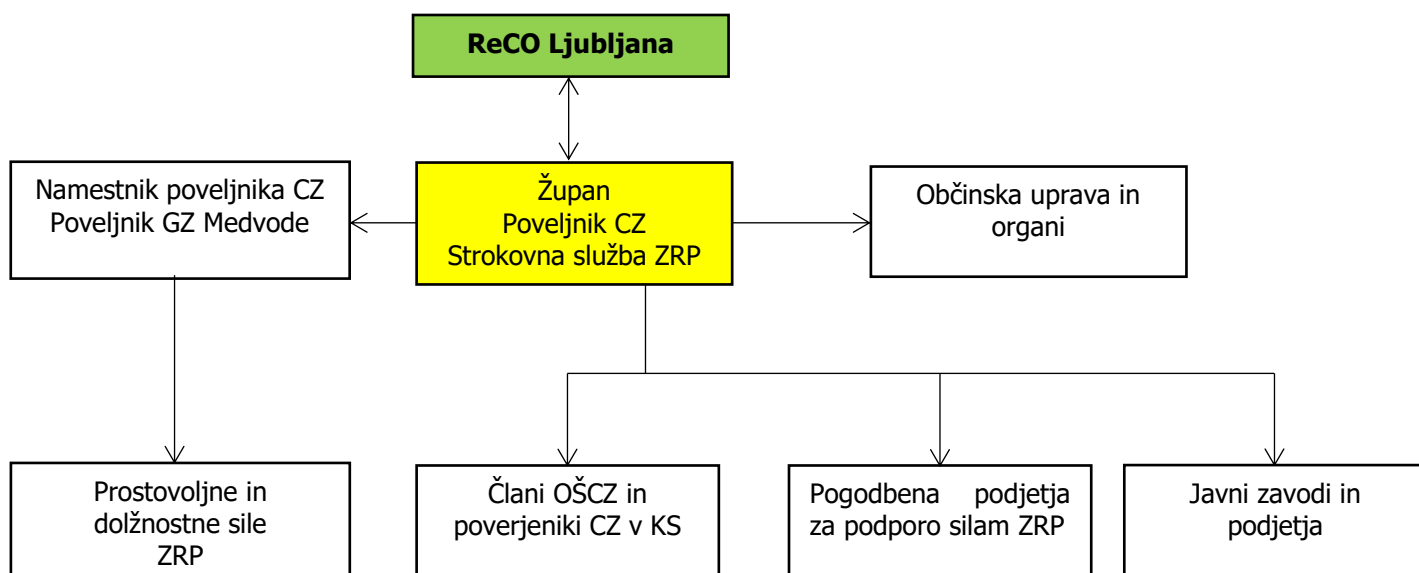 ReCO Ljubljana
Namestnik poveljnika CZ
Poveljnik GZ Medvode
Župan
Poveljnik CZ
Strokovna služba ZRP
Občinska uprava in
organi
Prostovoljne in
dolžnostne sile
ZRP
Člani OŠCZ in
poverjeniki CZ v KS
Pogodbena podjetja
za podporo silam ZRP
Javni zavodi in
podjetja